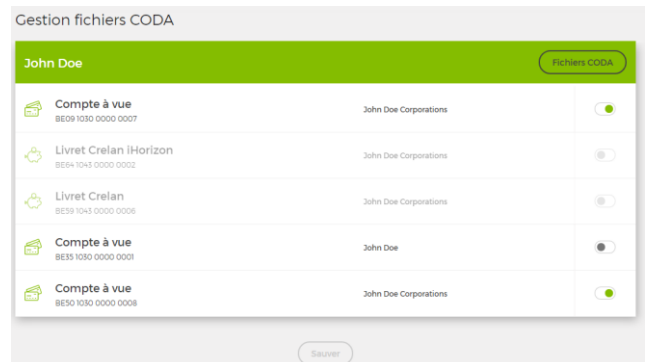 Gestion fichiers CODA
John Doe
Fichiers CODA
Compte à vue
BE09 1030 0000 0007
John Doe Corporations
Livret Crelan iHorizon
BE64 1043 0000 0002
John Doe Corporations
Livret Crelan
BE59 1043 0000 0006
John Doe Corporations
Compte à vue
BE35 1030 0000 0001
John Doe
Compte à vue
BE50 1030 0000 0008
John Doe Corporations
Sauver